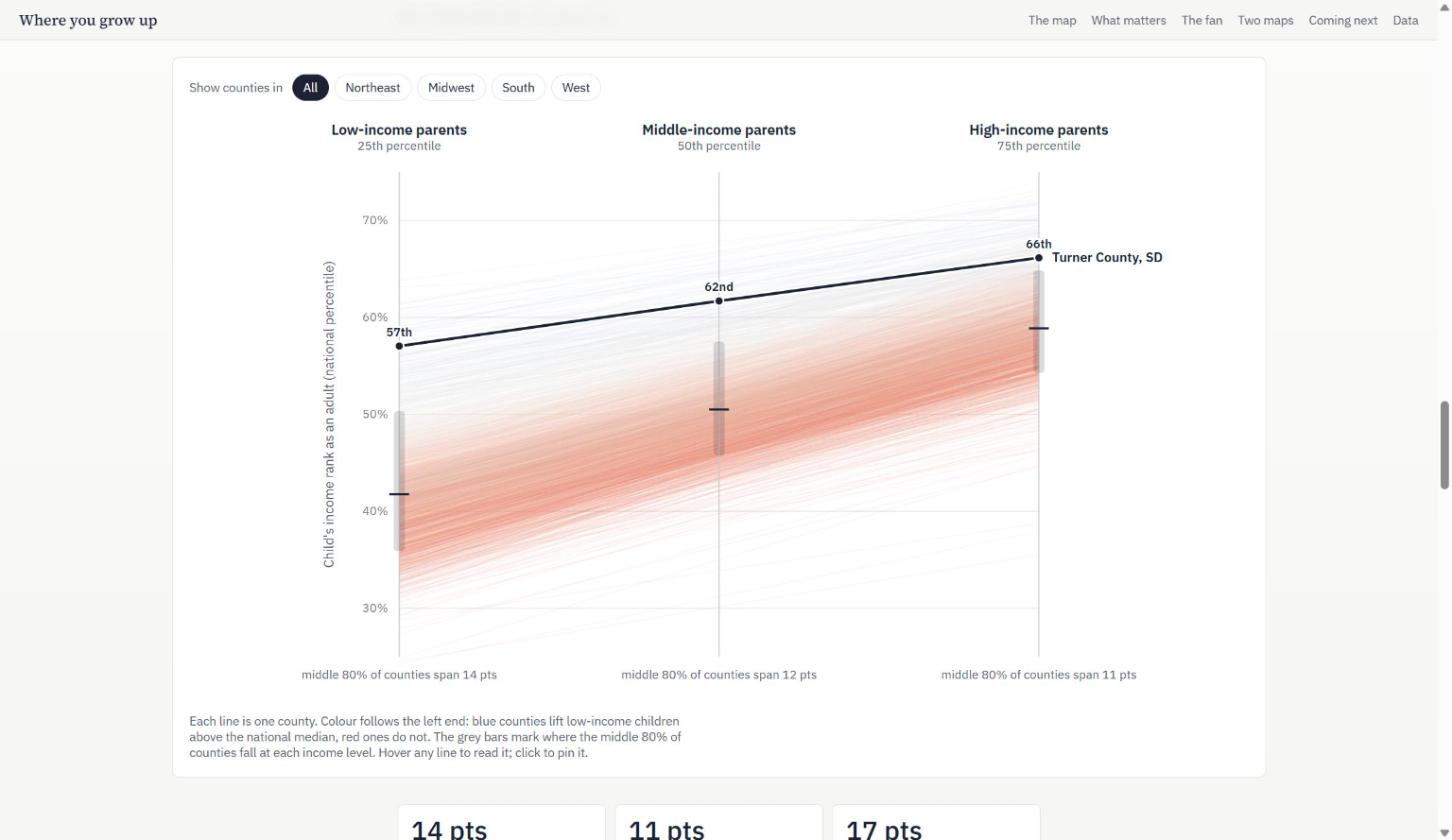 Where you grow up
The map
What matters
The fan
Two maps
Coming next
Data
Show counties in
All
Northeast
Midwest
South
West
Low-income parents
25th percentile
Middle-income parents
50th percentile
High-income parents
75th percentile
Child's income rank as an adult (national percentile)
70%
60%
50%
40%
30%
57th
62nd
66th
Turner County, SD
middle 80% of counties span 14 pts
middle 80% of counties span 12 pts
middle 80% of counties span 11 pts
Each line is one county. Colour follows the left end: blue counties lift low-income children
above the national median, red ones do not. The grey bars mark where the middle 80% of
counties fall at each income level. Hover any line to read it; click to pin it.
14 pts
11 pts
17 pts